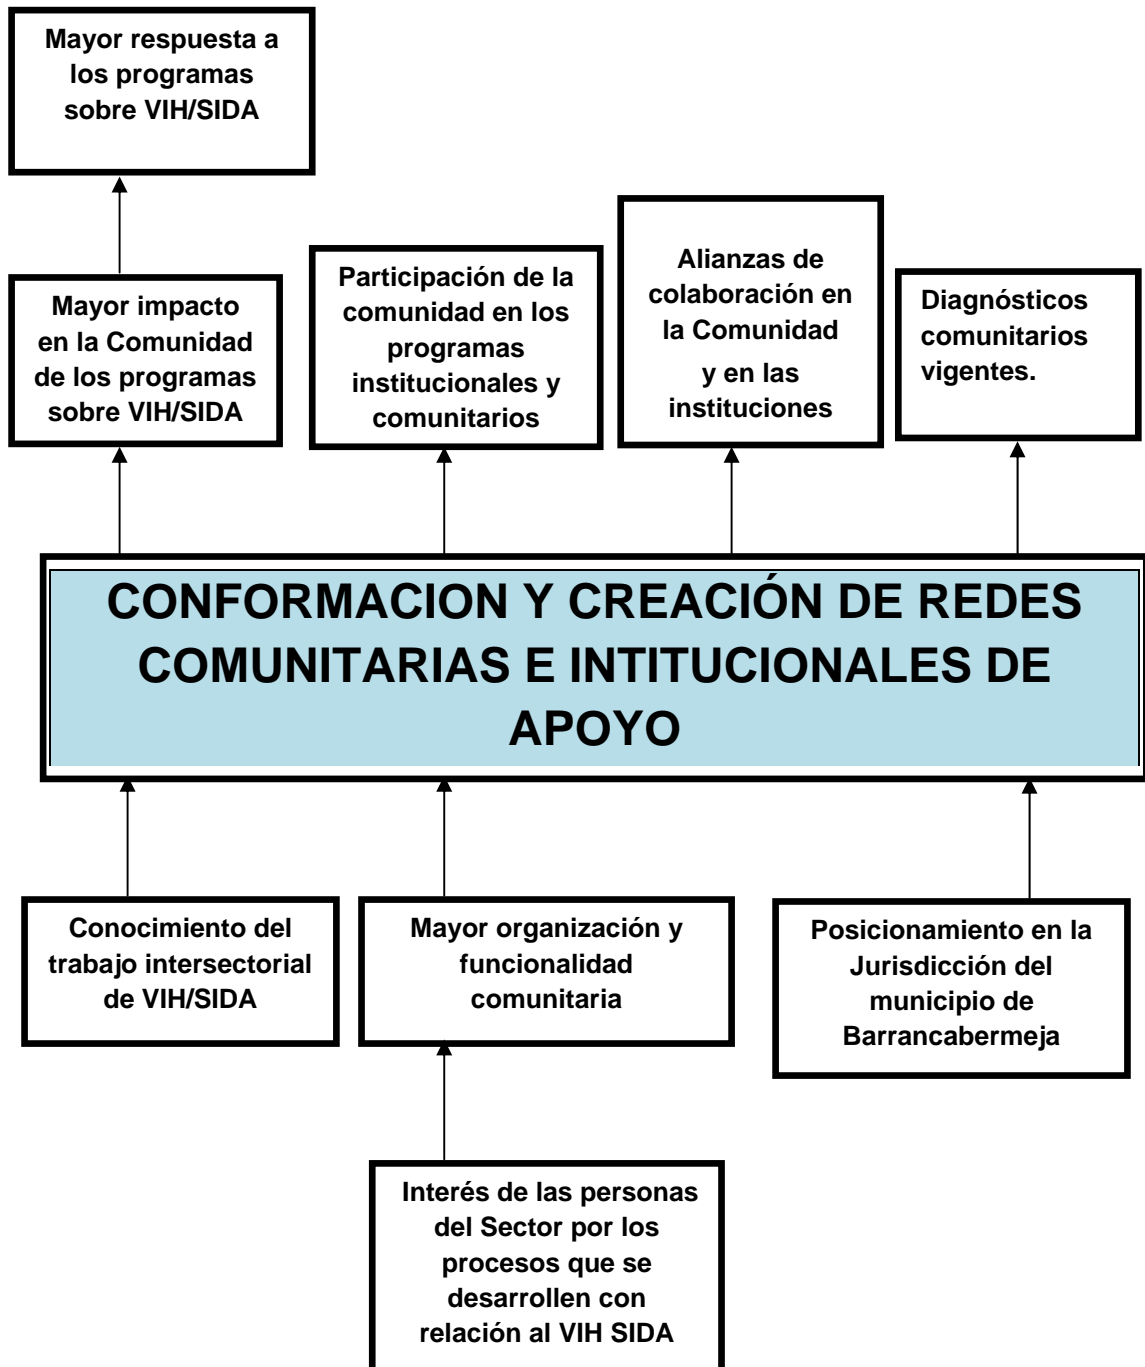 Mayor respuesta a
los programas
sobre VIH/SIDA
Mayor impacto
en la Comunidad
de los programas
sobre VIH/SIDA
Participación de la
comunidad en los
programas
institucionales y
comunitarios
Alianzas de
colaboración en
la Comunidad
y en las
instituciones
Diagnósticos
comunitarios
vigentes.
CONFORMACION Y CREACIÓN DE REDES
COMUNITARIAS E INTITUCIONALES DE
APOYO
Conocimiento del
trabajo intersectorial
de VIH/SIDA
Mayor organización y
funcionalidad
comunitaria
Posicionamiento en la
Jurisdicción del
municipio de
Barrancabermeja
Interés de las personas
del Sector por los
procesos que se
desarrollen con
relación al VIH SIDA